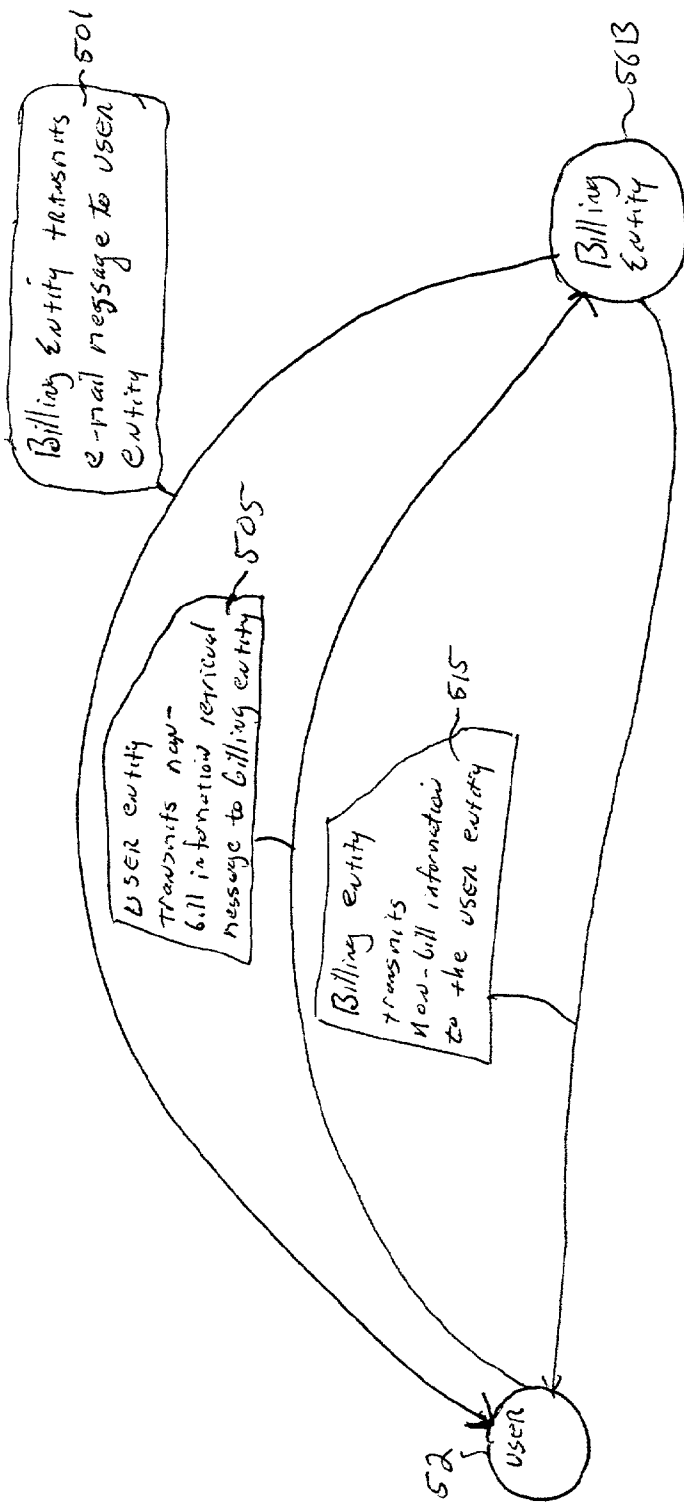 Billing Entity transmits
e-mail message to user
entity
501
USER entity
transmits non-
bill information retrieval
message to billing entity
505
Billing entity
transmits
Non-bill information
to the USER entity
515
52
USER
Billing
Entity
56B